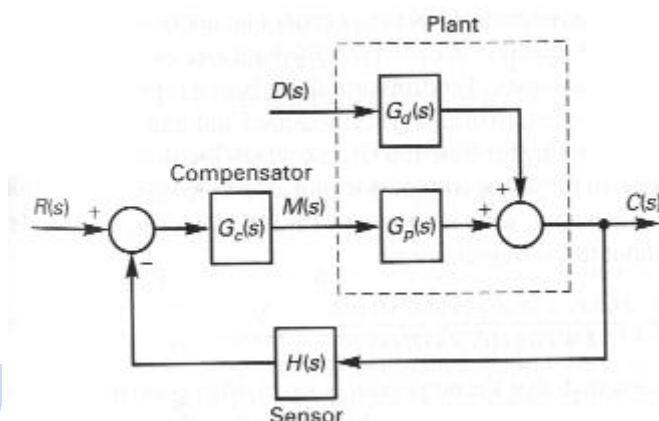 Plant
D(s)
G_d(s)
Compensator
R(s)
+
G_c(s)
M(s)
G_p(s)
+
+
C(s)
−
H(s)
Sensor